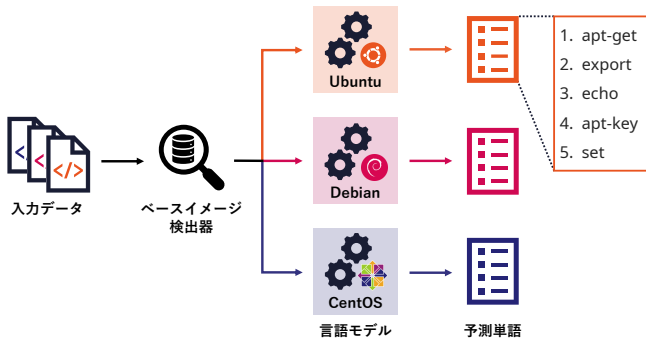 入力データ
</>
ベースイメージ
検出器
Ubuntu
Debian
CentOS
言語モデル
予測単語
1. apt-get
2. export
3. echo
4. apt-key
5. set